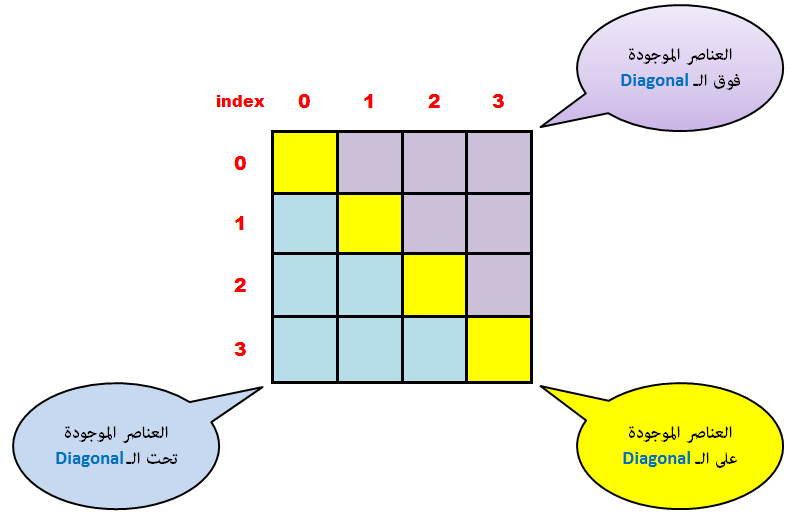 العناصر الموجودة
فوق الـ Diagonal
index 0 1 2 3
0
1
2
3
العناصر الموجودة
تحت الـ Diagonal
العناصر الموجودة
على الـ Diagonal